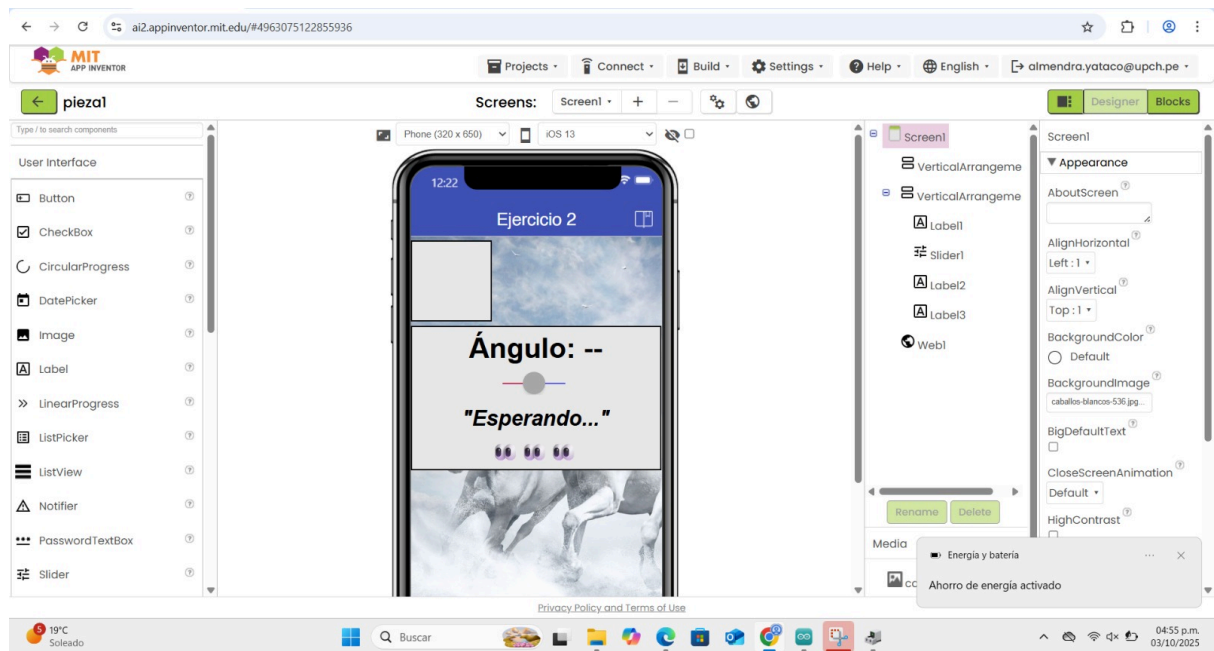 ai2.appinventor.mit.edu/#4963075122855936
MIT
APP INVENTOR
Projects
Connect
Build
Settings
Help
English
almendra.yataco@upch.pe
pieza1
Screens:
Screen1
Designer
Blocks
Type / to search components
User Interface
Button
CheckBox
CircularProgress
DatePicker
Image
Label
LinearProgress
ListPicker
ListView
Notifier
PasswordTextBox
Slider
Phone (320 x 650)
iOS 13
12:22
Ejercicio 2
Ángulo: --
"Esperando..."
Screen1
VerticalArrangeme
VerticalArrangeme
Label1
Slider1
Label2
Label3
Web1
Rename
Delete
Media
Screen1
Appearance
AboutScreen
AlignHorizontal
Left : 1
AlignVertical
Top : 1
BackgroundColor
Default
BackgroundImage
caballos-blancos-536.jpg...
BigDefaultText
CloseScreenAnimation
Default
HighContrast
Energía y batería
Ahorro de energía activado
Privacy Policy and Terms of Use
5
19°C
Soleado
Buscar
04:55 p.m.
03/10/2025